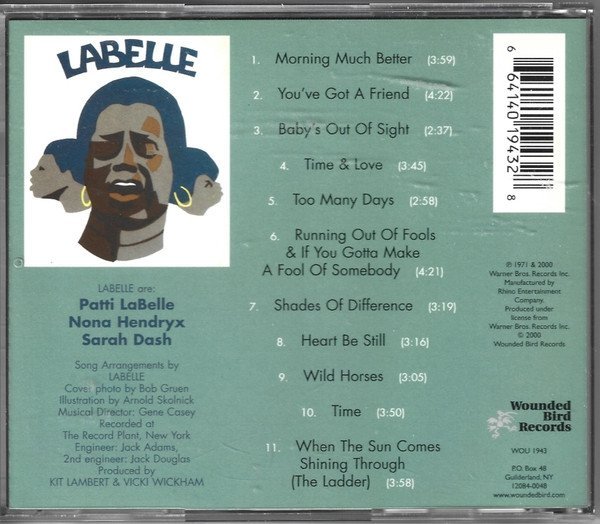 LABELLE
LABELLE are:
Patti LaBelle
Nona Hendryx
Sarah Dash
Song Arrangements by
LABELLE
Cover photo by Bob Gruen
Illustration by Arnold Skolnick
Musical Director: Gene Casey
Recorded at
The Record Plant, New York
Engineer: Jack Adams,
2nd engineer: Jack Douglas
Produced by
KIT LAMBERT & VICKI WICKHAM
1. Morning Much Better (3:59)
2. You've Got A Friend (4:22)
3. Baby's Out Of Sight (2:37)
4. Time & Love (3:45)
5. Too Many Days (2:58)
6. Running Out Of Fools
& If You Gotta Make
A Fool Of Somebody (4:21)
7. Shades Of Difference (3:19)
8. Heart Be Still (3:16)
9. Wild Horses (3:05)
10. Time (3:50)
11. When The Sun Comes
Shining Through
(The Ladder) (3:58)
6 64140 19432 8
℗ 1971 & 2000
Warner Bros. Records Inc.
Manufactured by
Rhino Entertainment
Company.
Produced under
license from
Warner Bros. Records Inc.
© 2000
Wounded Bird Records
Wounded
Bird
Records
WOU 1943
P.O. Box 48
Guilderland, NY
12084-0048
www.woundedbird.com